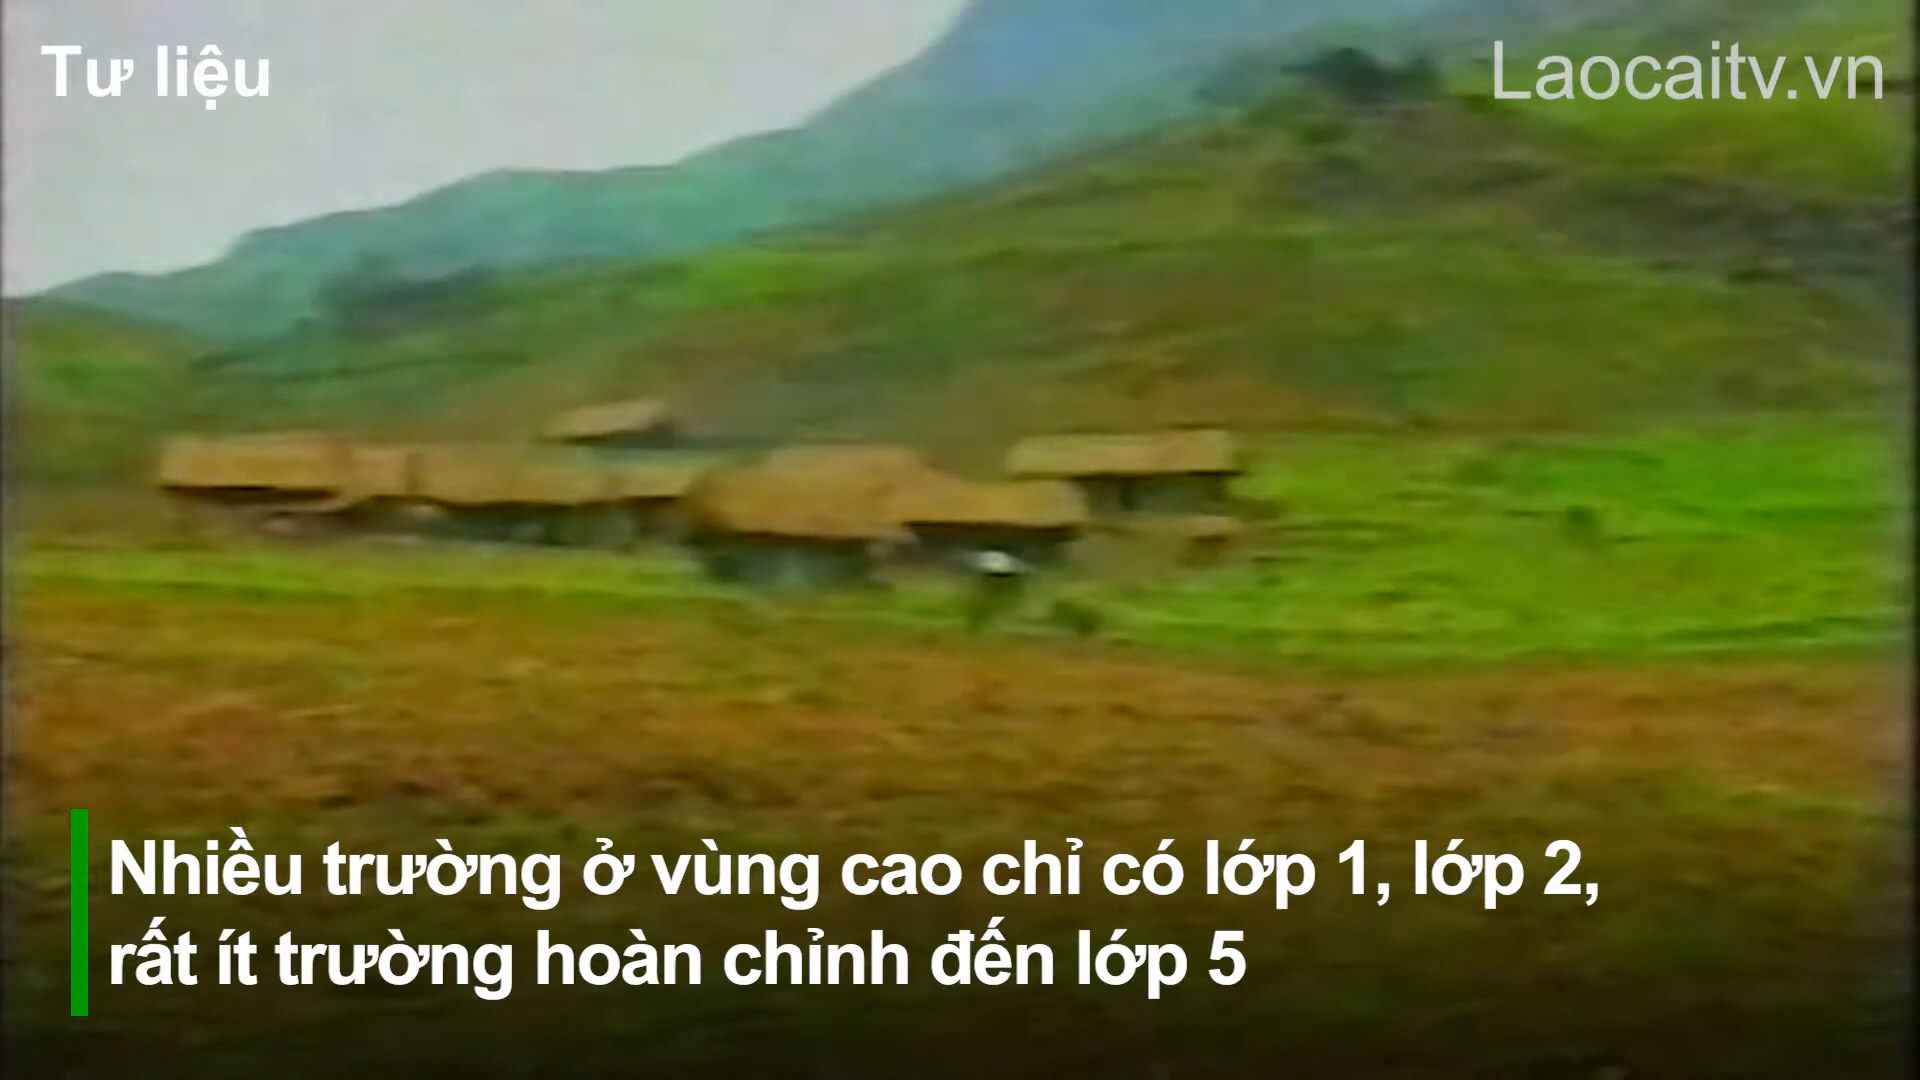 Tư liệu
Laocaitv.vn
Nhiều trường ở vùng cao chỉ có lớp 1, lớp 2,
rất ít trường hoàn chỉnh đến lớp 5